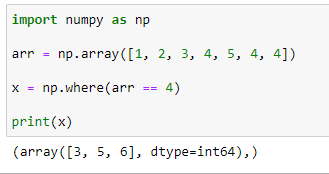 import numpy as np
arr = np.array([1, 2, 3, 4, 5, 4, 4])
x = np.where(arr == 4)
print(x)
(array([3, 5, 6], dtype=int64),)